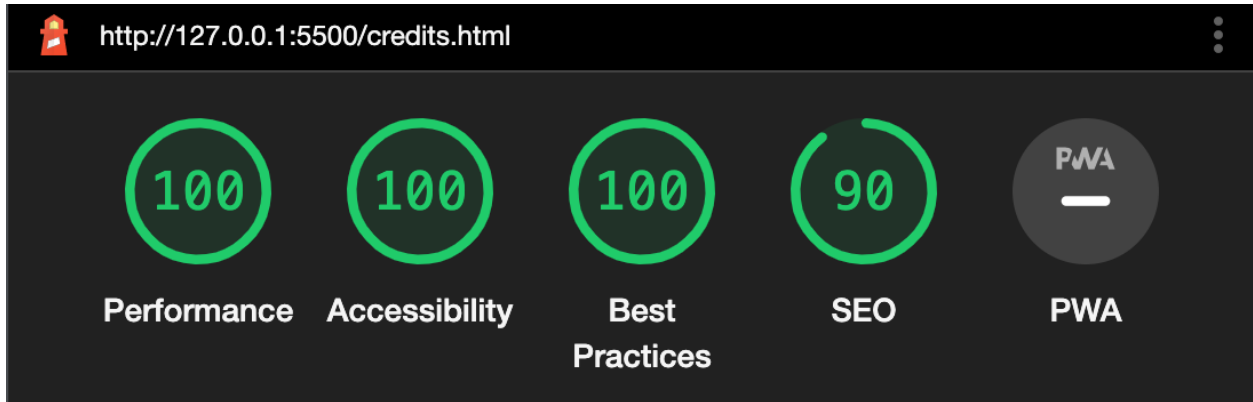 http://127.0.0.1:5500/credits.html
100 100 100 90 PWA
Performance Accessibility Best Practices SEO PWA